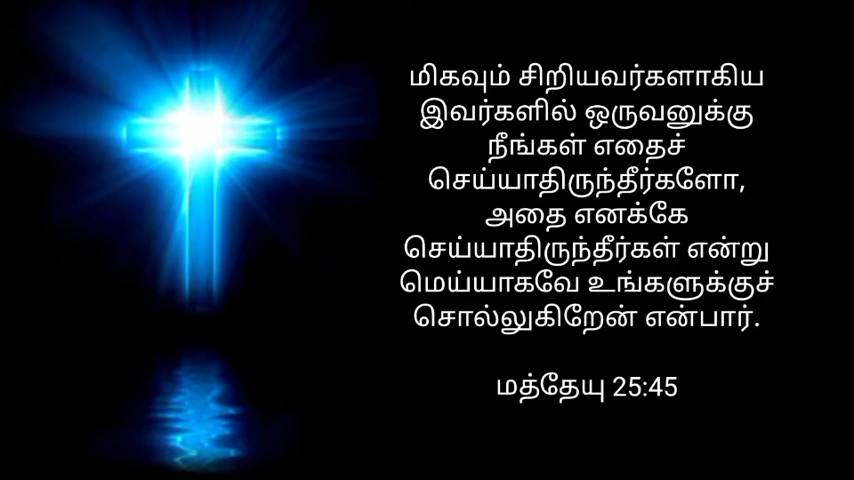 மிகவும் சிறியவர்களாகிய
இவர்களில் ஒருவனுக்கு
நீங்கள் எதைச்
செய்யாதிருந்தீர்களோ,
அதை எனக்கே
செய்யாதிருந்தீர்கள் என்று
மெய்யாகவே உங்களுக்குச்
சொல்லுகிறேன் என்பார்.
மத்தேயு 25:45